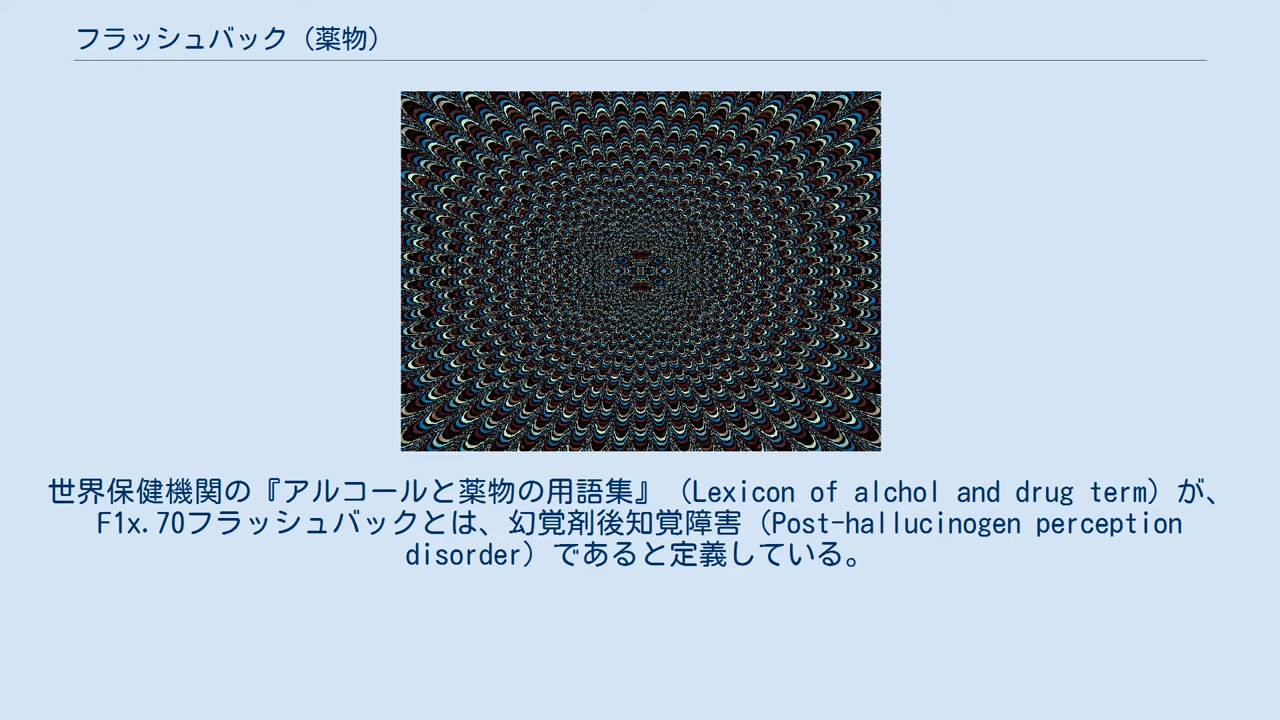 フラッシュバック（薬物）
世界保健機関の『アルコールと薬物の用語集』（Lexicon of alchol and drug term）が、
F1x.70フラッシュバックとは、幻覚剤後知覚障害（Post-hallucinogen perception
disorder）であると定義している。